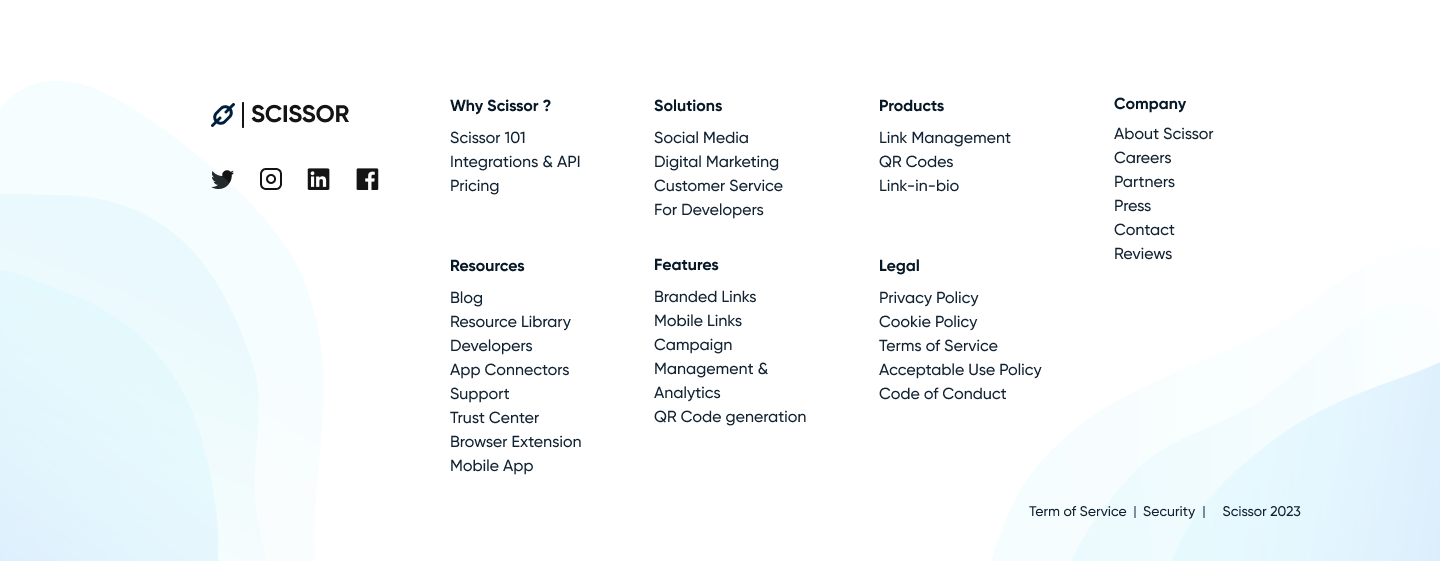 SCISSOR
Why Scissor ?
Scissor 101
Integrations & API
Pricing
Solutions
Social Media
Digital Marketing
Customer Service
For Developers
Products
Link Management
QR Codes
Link-in-bio
Company
About Scissor
Careers
Partners
Press
Contact
Reviews
Resources
Blog
Resource Library
Developers
App Connectors
Support
Trust Center
Browser Extension
Mobile App
Features
Branded Links
Mobile Links
Campaign
Management &
Analytics
QR Code generation
Legal
Privacy Policy
Cookie Policy
Terms of Service
Acceptable Use Policy
Code of Conduct
Term of Service | Security | Scissor 2023